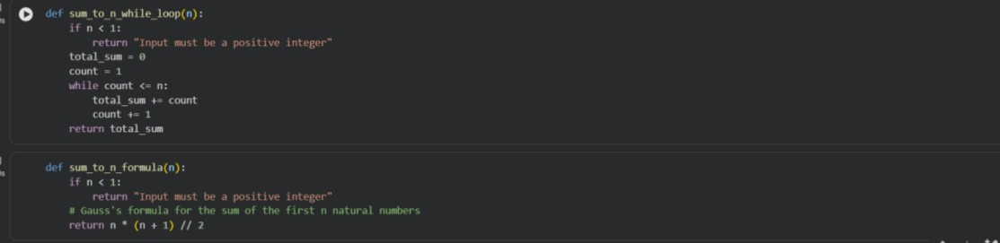 def sum_to_n_while_loop(n):
    if n < 1:
        return "Input must be a positive integer"
    total_sum = 0
    count = 1
    while count <= n:
        total_sum += count
        count += 1
    return total_sum
def sum_to_n_formula(n):
    if n < 1:
        return "Input must be a positive integer"
    # Gauss's formula for the sum of the first n natural numbers
    return n * (n + 1) // 2